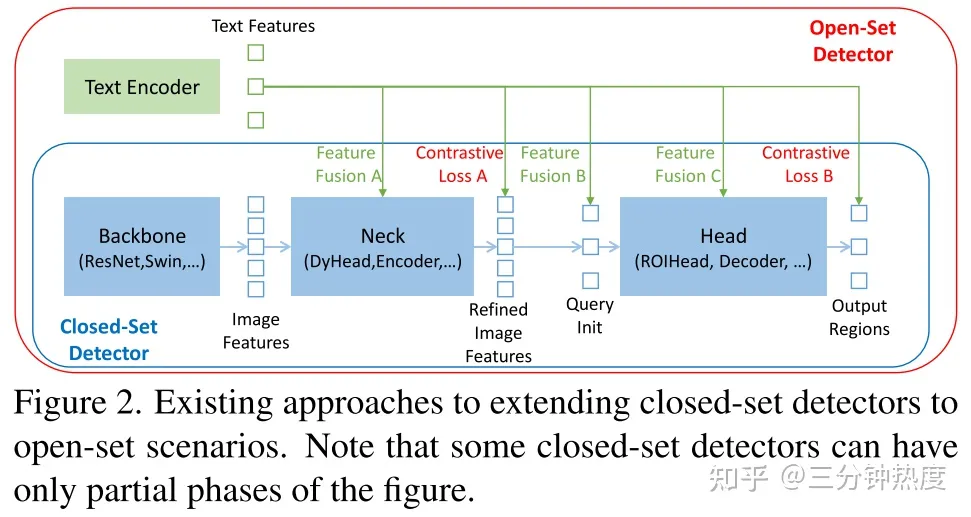 Text Features
Open-Set
Detector
Text Encoder
Feature
Fusion A
Contrastive
Loss A
Feature
Fusion B
Feature
Fusion C
Contrastive
Loss B
Backbone
(ResNet,Swin,...)
Neck
(DyHead,Encoder,...)
Head
(ROIHead, Decoder, ...)
Closed-Set
Detector
Image
Features
Refined
Image
Features
Query
Init
Output
Regions
Figure 2. Existing approaches to extending closed-set detectors to
open-set scenarios. Note that some closed-set detectors can have
only partial phases of the figure.
知乎 @三分钟热度